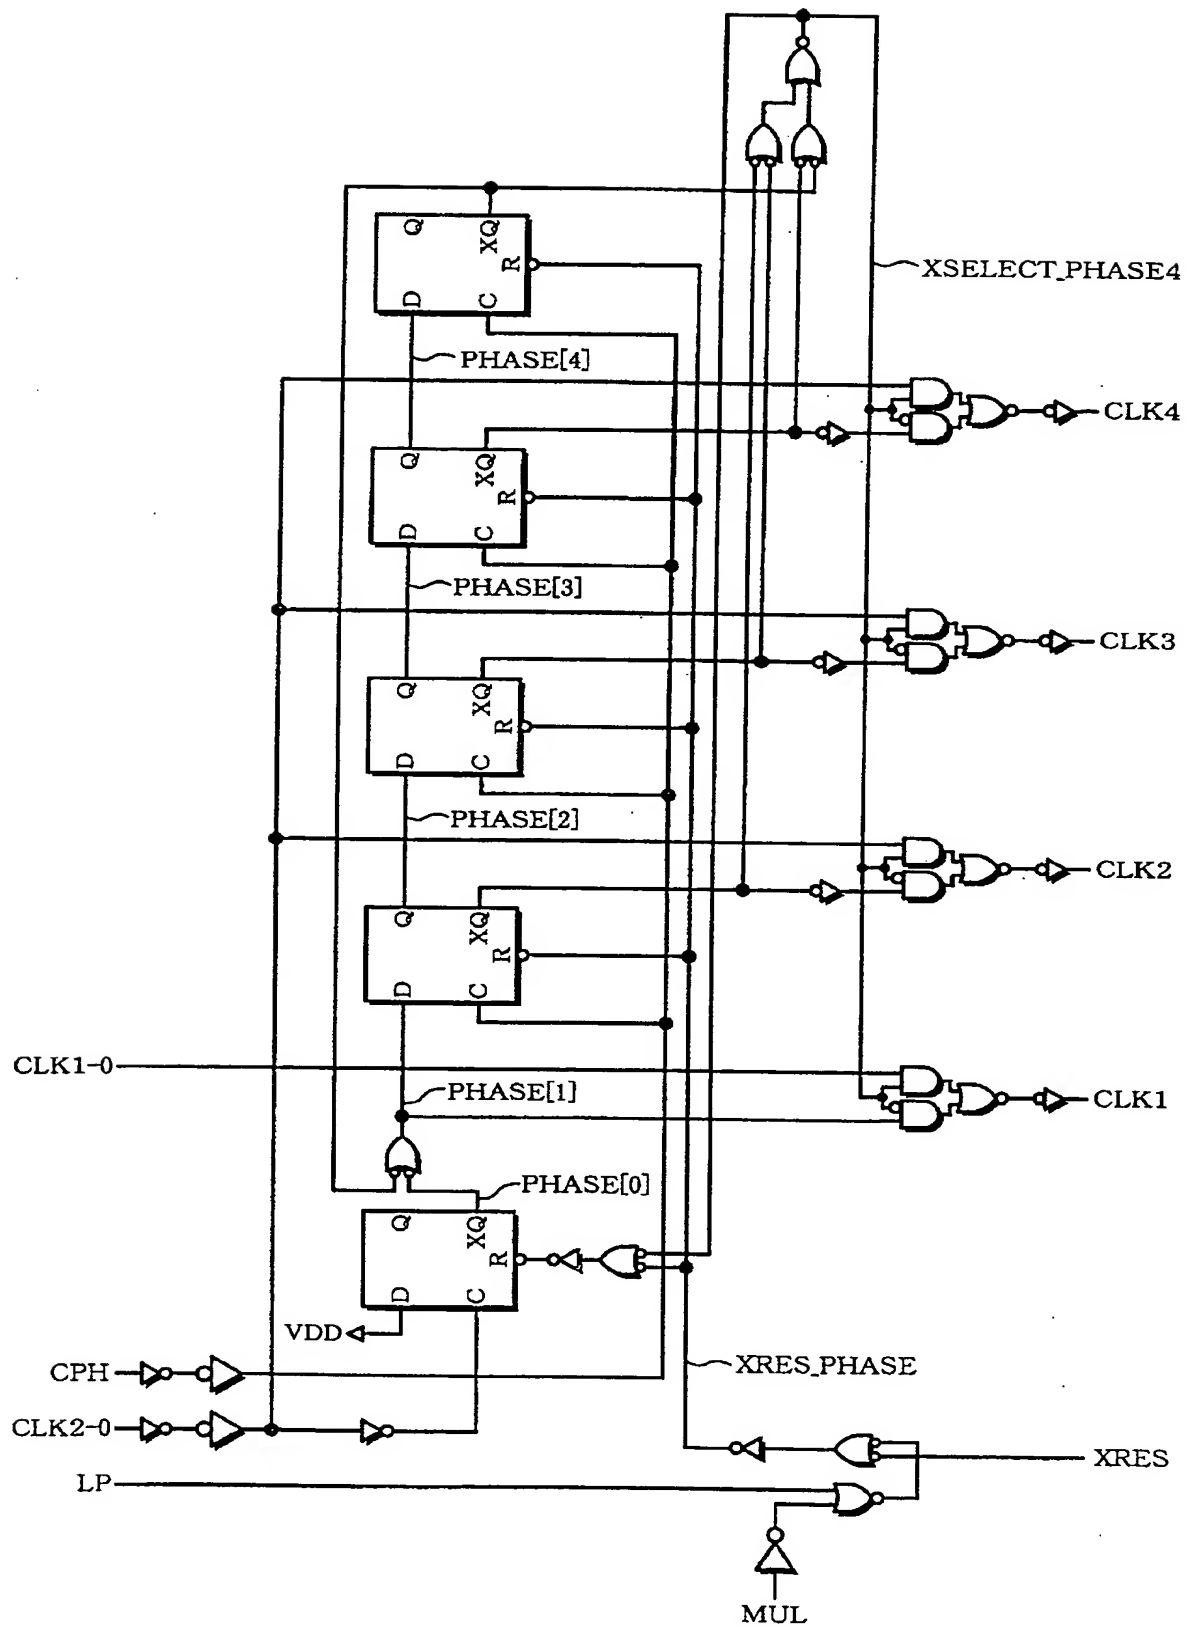 Q
XQ
R
D
C
XSELECT_PHASE4
PHASE[4]
CLK4
Q
XQ
R
D
C
PHASE[3]
CLK3
Q
XQ
R
D
C
PHASE[2]
CLK2
Q
XQ
R
D
C
CLK1-0
PHASE[1]
CLK1
PHASE[0]
Q
XQ
R
D
C
VDD
CPH
XRES_PHASE
CLK2-0
XRES
LP
MUL